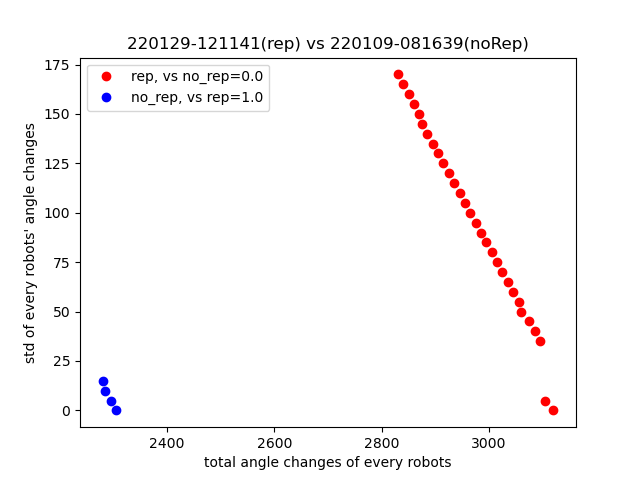 220129-121141(rep) vs 220109-081639(noRep)
rep, vs no_rep=0.0
no_rep, vs rep=1.0
std of every robots' angle changes
175
150
125
100
75
50
25
0
2400 2600 2800 3000
total angle changes of every robots